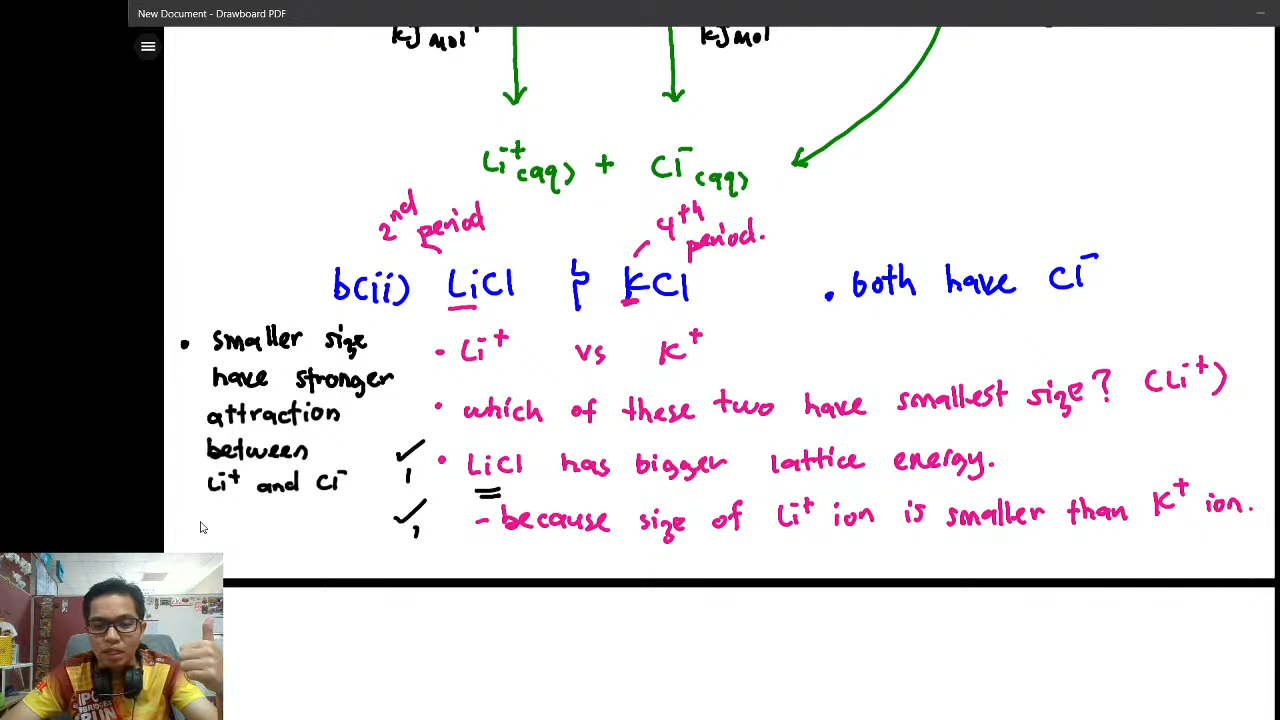 New Document - Drawboard PDF
kJ mol
kJ mol
Li⁺(aq) + Cl⁻(aq)
2nd period
4th period.
b(ii) LiCl & KCl
• both have Cl⁻
• Li⁺ vs K⁺
• which of these two have smallest size? (Li⁺)
• LiCl has bigger lattice energy.
- because size of Li⁺ ion is smaller than K⁺ ion.
• smaller size
have stronger
attraction
between
Li⁺ and Cl⁻
✓1
✓1